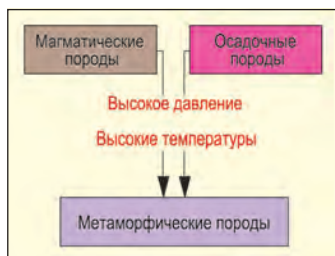 Магматические
породы
Осадочные
породы
Высокое давление
Высокие температуры
Метаморфические породы